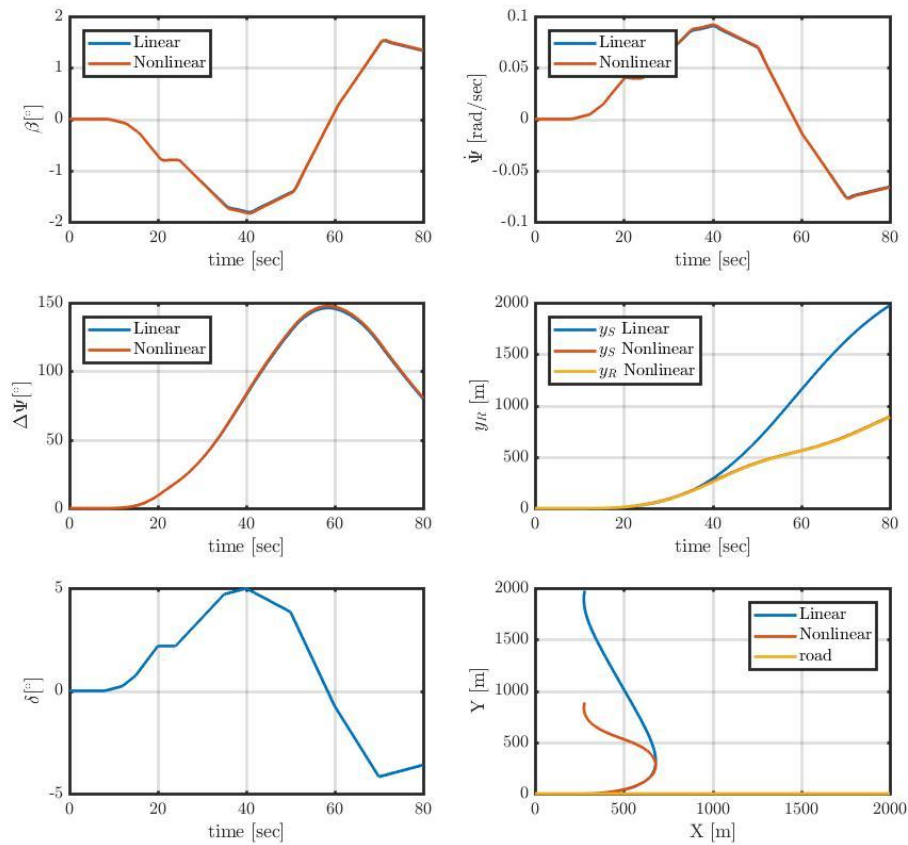 2
1
0
-1
-2
β[°]
Linear
Nonlinear
0
20
40
60
80
time [sec]
0.1
0.05
0
-0.05
-0.1
Ψ̇ [rad/sec]
Linear
Nonlinear
0
20
40
60
80
time [sec]
150
100
50
0
ΔΨ[°]
Linear
Nonlinear
0
20
40
60
80
time [sec]
2000
1500
1000
500
0
y_R [m]
y_S Linear
y_S Nonlinear
y_R Nonlinear
0
20
40
60
80
time [sec]
5
0
-5
δ[°]
0
20
40
60
80
time [sec]
2000
1500
1000
500
0
Y [m]
Linear
Nonlinear
road
0
500
1000
1500
2000
X [m]